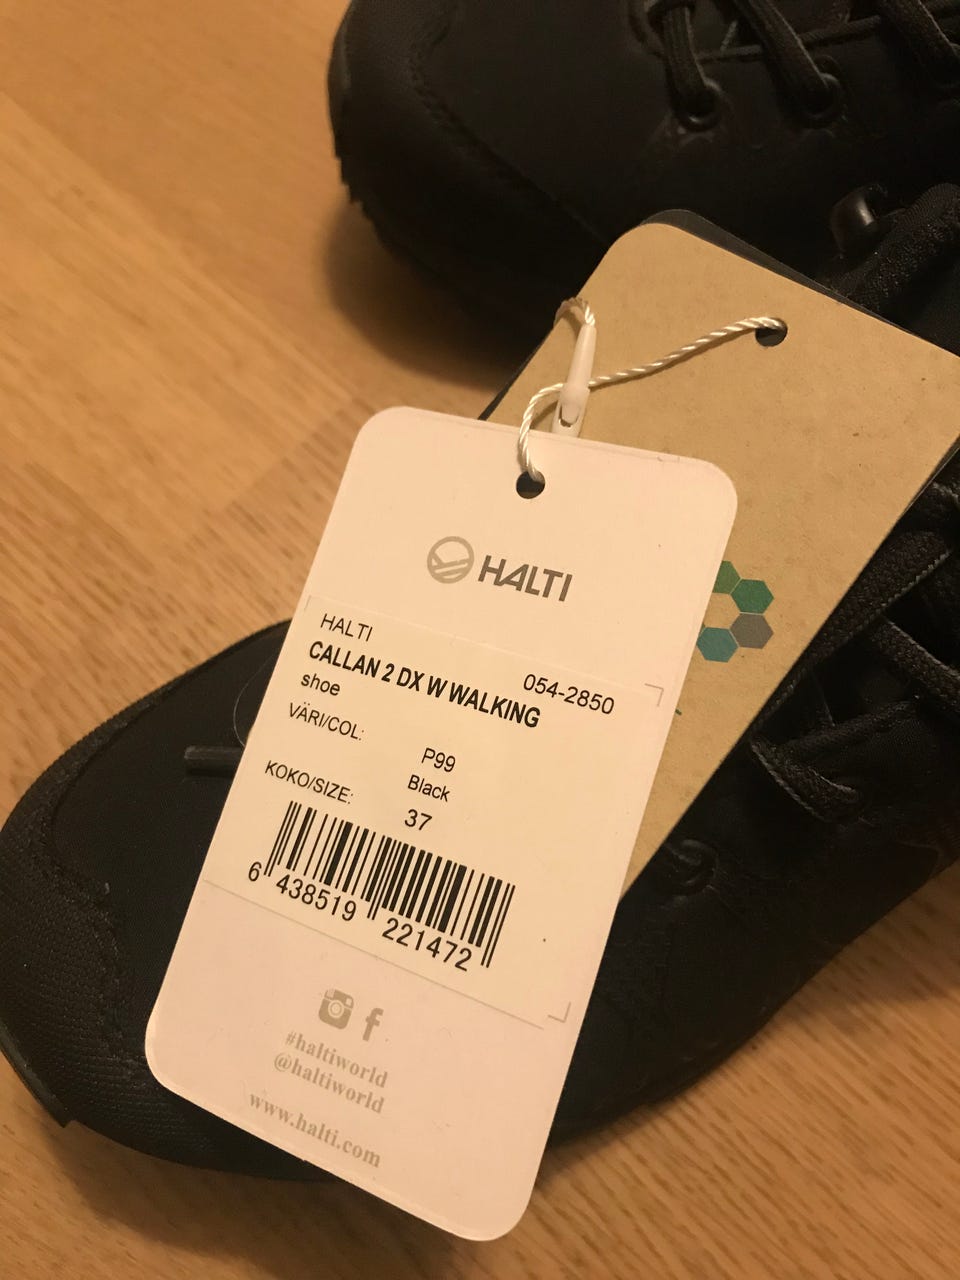 HALTI
HALTI
CALLAN 2 DX W WALKING
054-2850
shoe
VÄRI/COL:
P99
Black
KOKO/SIZE:
37
6 438519 221472
#haltiworld
@haltiworld
www.halti.com